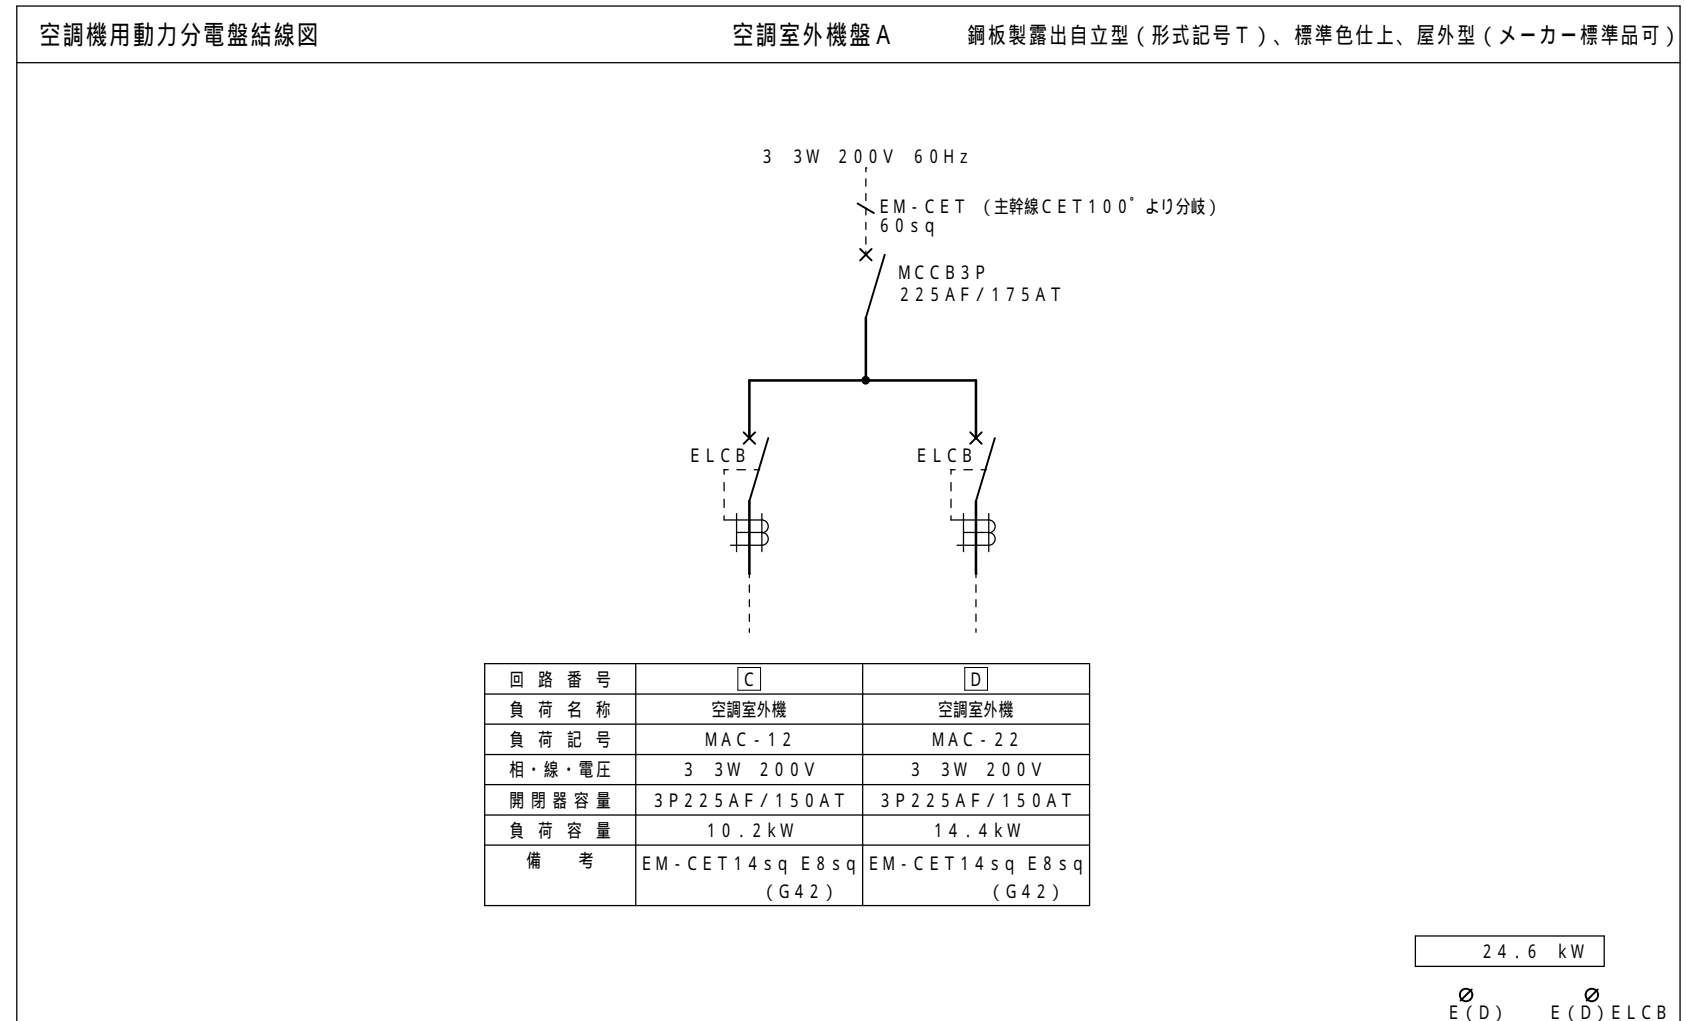 空調機用動力分電盤結線図 空調室外機盤A 鋼板製露出自立型(形式記号T)、標準色仕上、屋外型(メーカー標準品可)
3 3W 200V 60Hz
EM-CET (主幹線CET100゜より分岐)
60sq
MCCB3P
225AF/175AT
ELCB ELCB
回路番号 C D
負荷名称 空調室外機 空調室外機
負荷記号 MAC-12 MAC-22
相・線・電圧 3 3W 200V 3 3W 200V
開閉器容量 3P225AF/150AT 3P225AF/150AT
負荷容量 10.2kW 14.4kW
備考 EM-CET14sq E8sq EM-CET14sq E8sq
(G42) (G42)
24.6 kW
E(D) E(D)ELCB